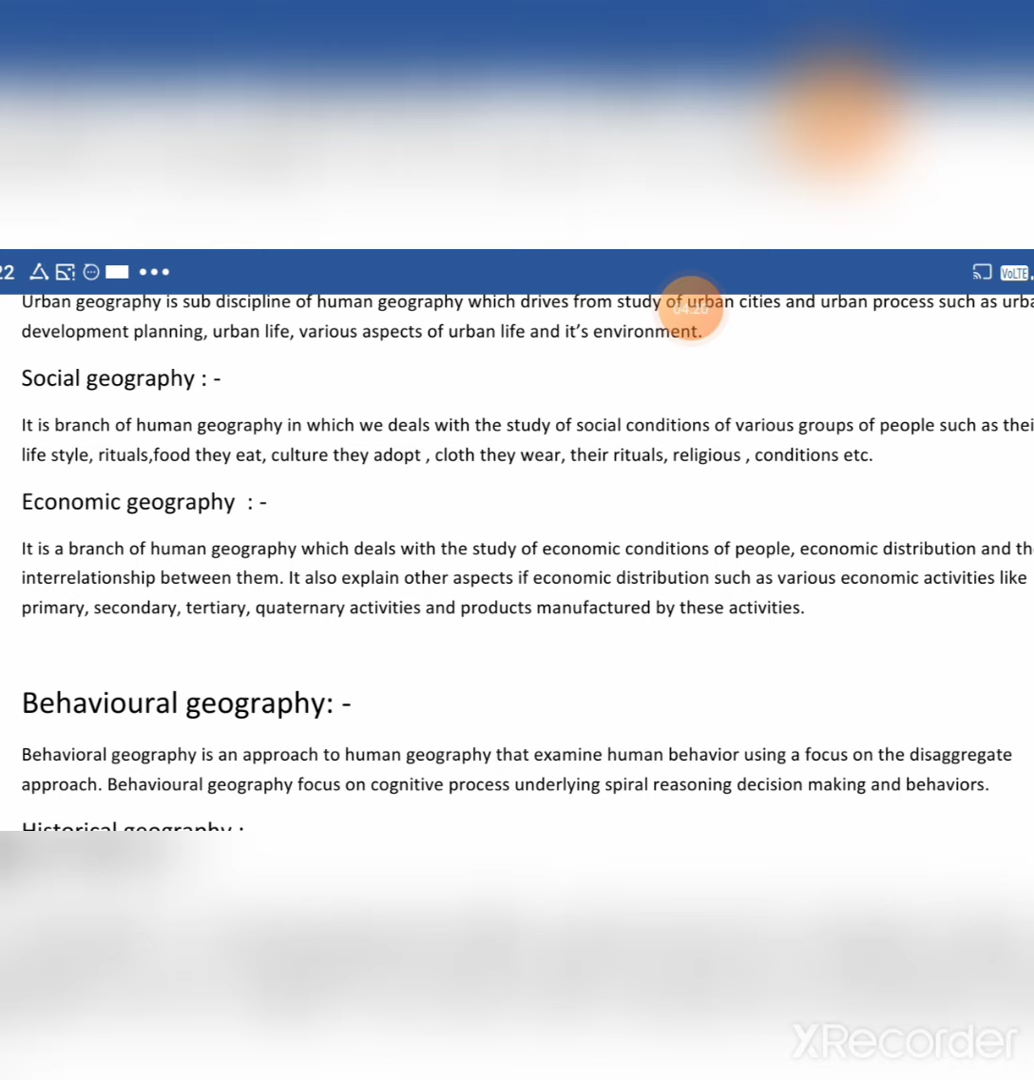 22
VoLTE
Urban geography is sub discipline of human geography which drives from study of urban cities and urban process such as urba
04:20
development planning, urban life, various aspects of urban life and it's environment.
Social geography : -
It is branch of human geography in which we deals with the study of social conditions of various groups of people such as thei
life style, rituals,food they eat, culture they adopt , cloth they wear, their rituals, religious , conditions etc.
Economic geography : -
It is a branch of human geography which deals with the study of economic conditions of people, economic distribution and th
interrelationship between them. It also explain other aspects if economic distribution such as various economic activities like
primary, secondary, tertiary, quaternary activities and products manufactured by these activities.
Behavioural geography: -
Behavioral geography is an approach to human geography that examine human behavior using a focus on the disaggregate
approach. Behavioural geography focus on cognitive process underlying spiral reasoning decision making and behaviors.
Historical geography :
XRecorder